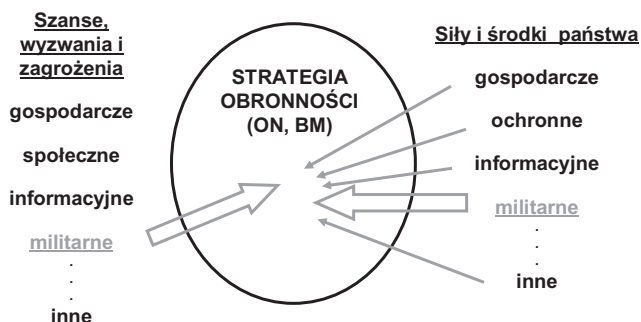 Szanse,
wyzwania i
zagrożenia
gospodarcze
społeczne
informacyjne
militarne
.
.
.
inne
STRATEGIA
OBRONNOŚCI
(ON, BM)
Siły i środki państwa
gospodarcze
ochronne
informacyjne
militarne
.
.
.
inne